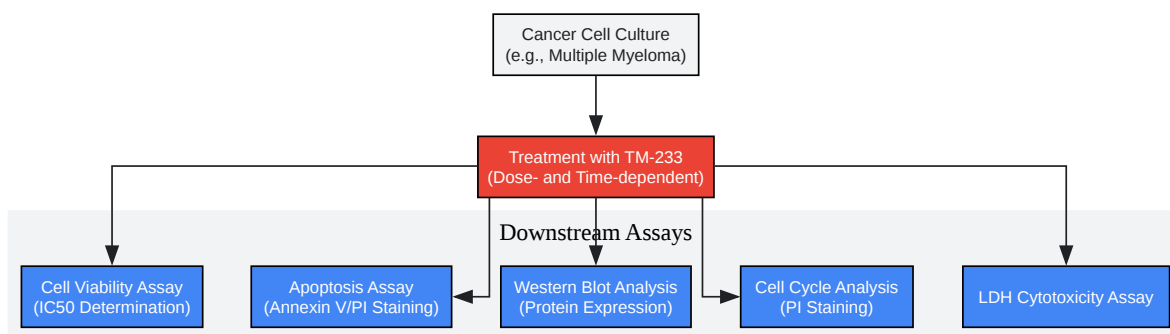 Cancer Cell Culture
(e.g., Multiple Myeloma)
Treatment with TM-233
(Dose- and Time-dependent)
Downstream Assays
Cell Viability Assay
(IC50 Determination)
Apoptosis Assay
(Annexin V/PI Staining)
Western Blot Analysis
(Protein Expression)
Cell Cycle Analysis
(PI Staining)
LDH Cytotoxicity Assay